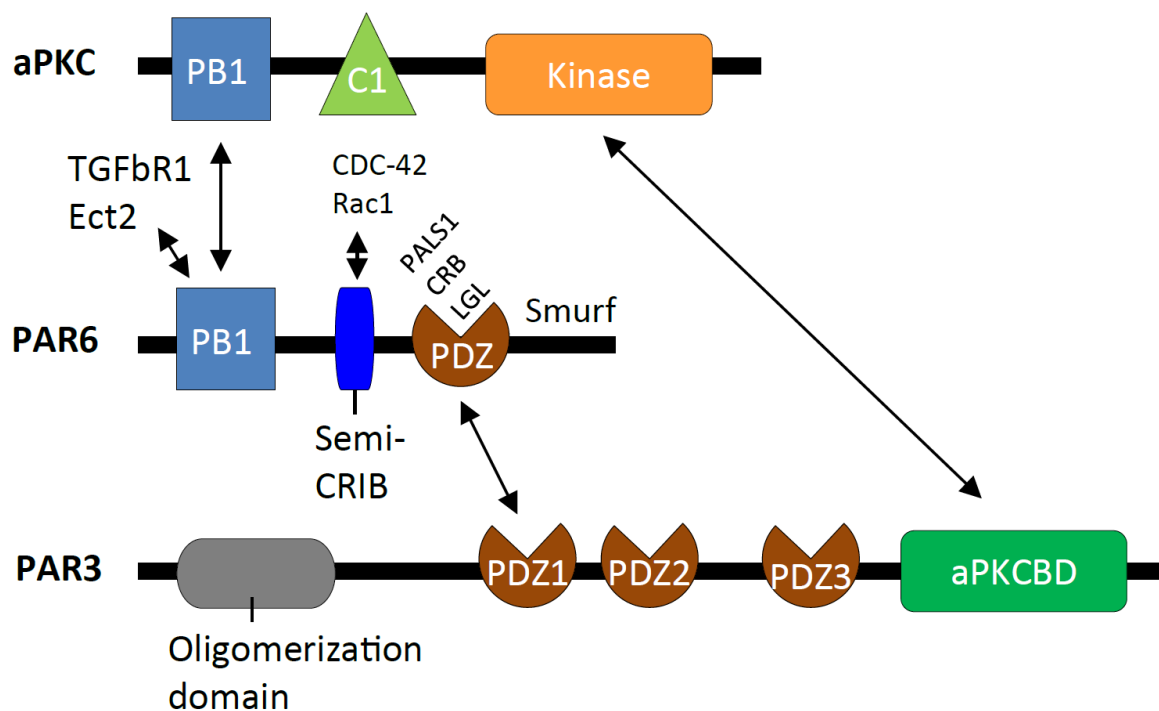 aPKC
PB1
C1
Kinase
TGFbR1
Ect2
CDC-42
Rac1
PALS1
CRB
LGL
Smurf
PAR6
PB1
PDZ
Semi-
CRIB
PAR3
PDZ1
PDZ2
PDZ3
aPKCBD
Oligomerization
domain